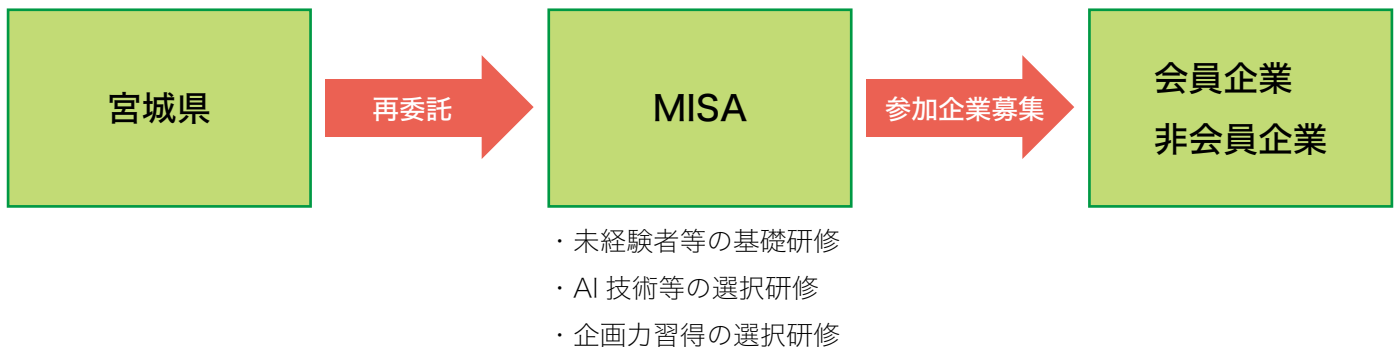 宮城県
再委託
MISA
参加企業募集
会員企業
非会員企業
・未経験者等の基礎研修
・AI 技術等の選択研修
・企画力習得の選択研修